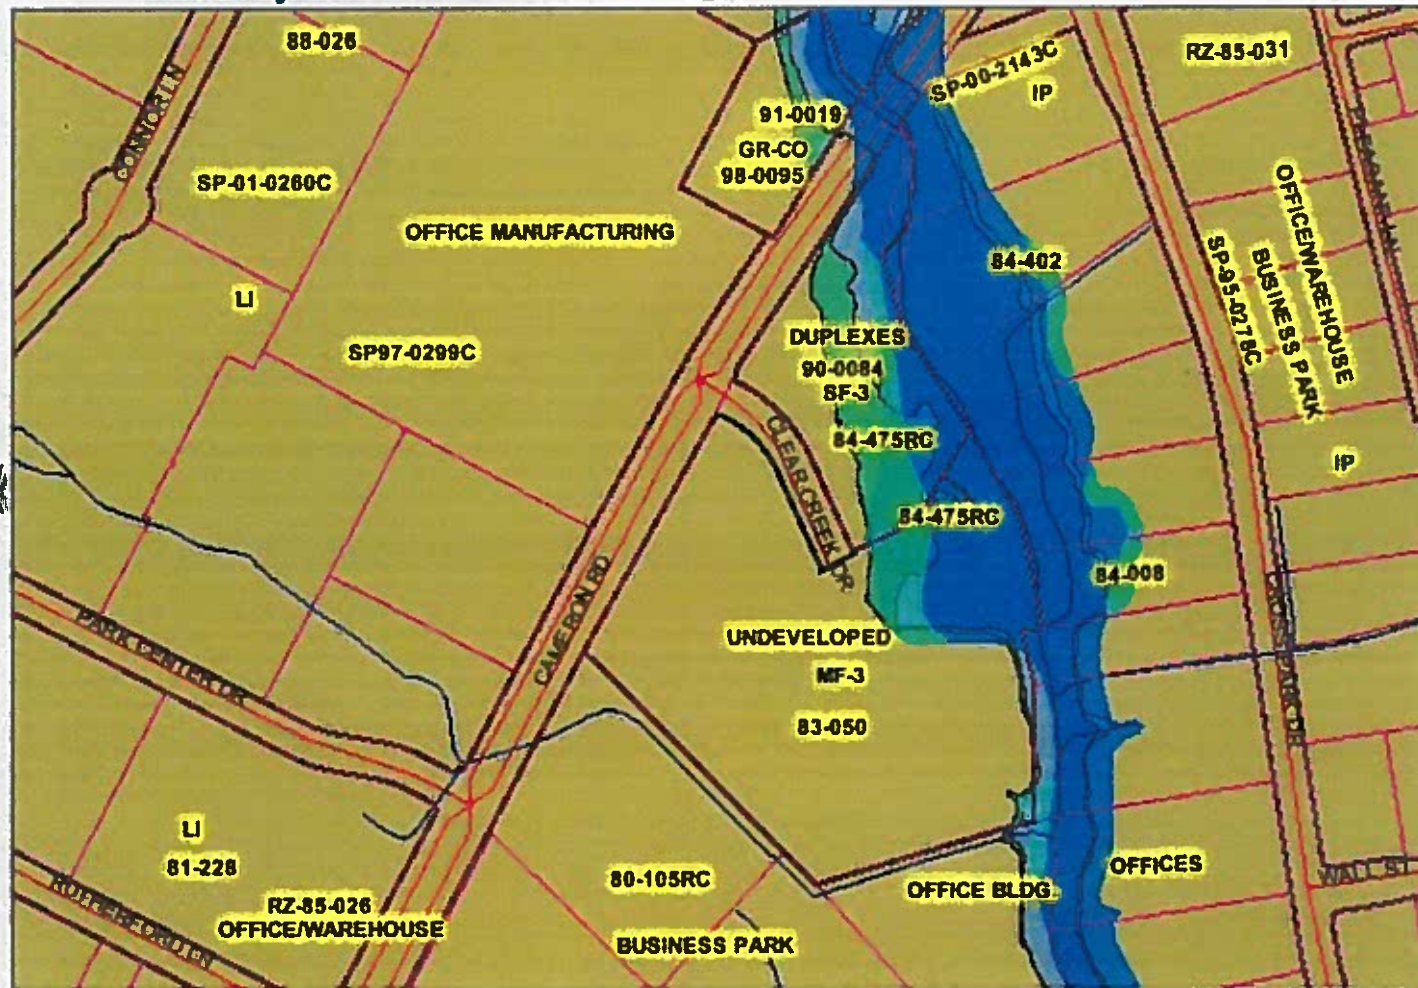 88-026
RZ-85-031
SP-00-2143C
IP
91-0019
GR-CO
98-0095
SP-01-0260C
OFFICE MANUFACTURING
OFFICE/WAREHOUSE
BUSINESS PARK
SP-95-0278C
84-402
LI
SP97-0299C
DUPLEXES
90-0084
SF-3
84-475RC
CLEAR CREEK DR
84-475RC
IP
84-008
CAMERON RD
PARK CENTER DR
UNDEVELOPED
MF-3
83-050
CROSS PARK DR
LI
81-228
RZ-85-026
OFFICE/WAREHOUSE
80-105RC
BUSINESS PARK
OFFICE BLDG.
OFFICES
WALL ST